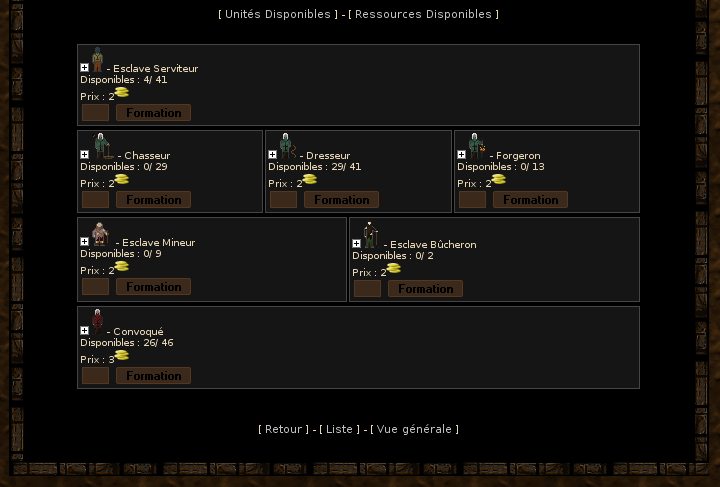 [ Unités Disponibles ] - [ Ressources Disponibles ]
- Esclave Serviteur
Disponibles : 4/ 41
Prix : 2
Formation
- Chasseur
Disponibles : 0/ 29
Prix : 2
Formation
- Dresseur
Disponibles : 29/ 41
Prix : 2
Formation
- Forgeron
Disponibles : 0/ 13
Prix : 2
Formation
- Esclave Mineur
Disponibles : 0/ 9
Prix : 2
Formation
- Esclave Bûcheron
Disponibles : 0/ 2
Prix : 2
Formation
- Convoqué
Disponibles : 26/ 46
Prix : 3
Formation
[ Retour ] - [ Liste ] - [ Vue générale ]